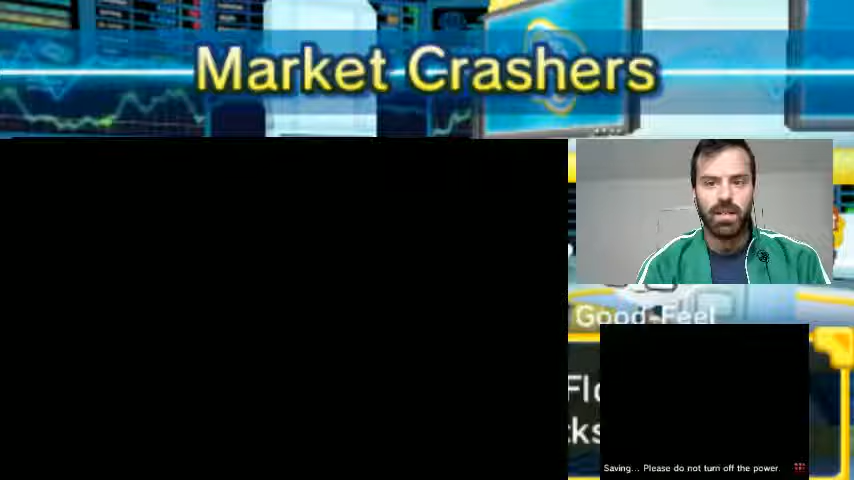 Market Crashers
Good-Feel
Saving... Please do not turn off the power.